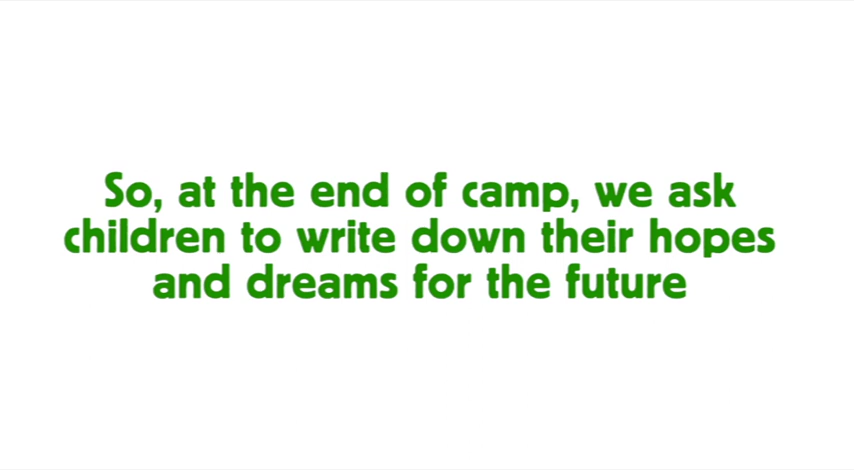 So, at the end of camp, we ask
children to write down their hopes
and dreams for the future